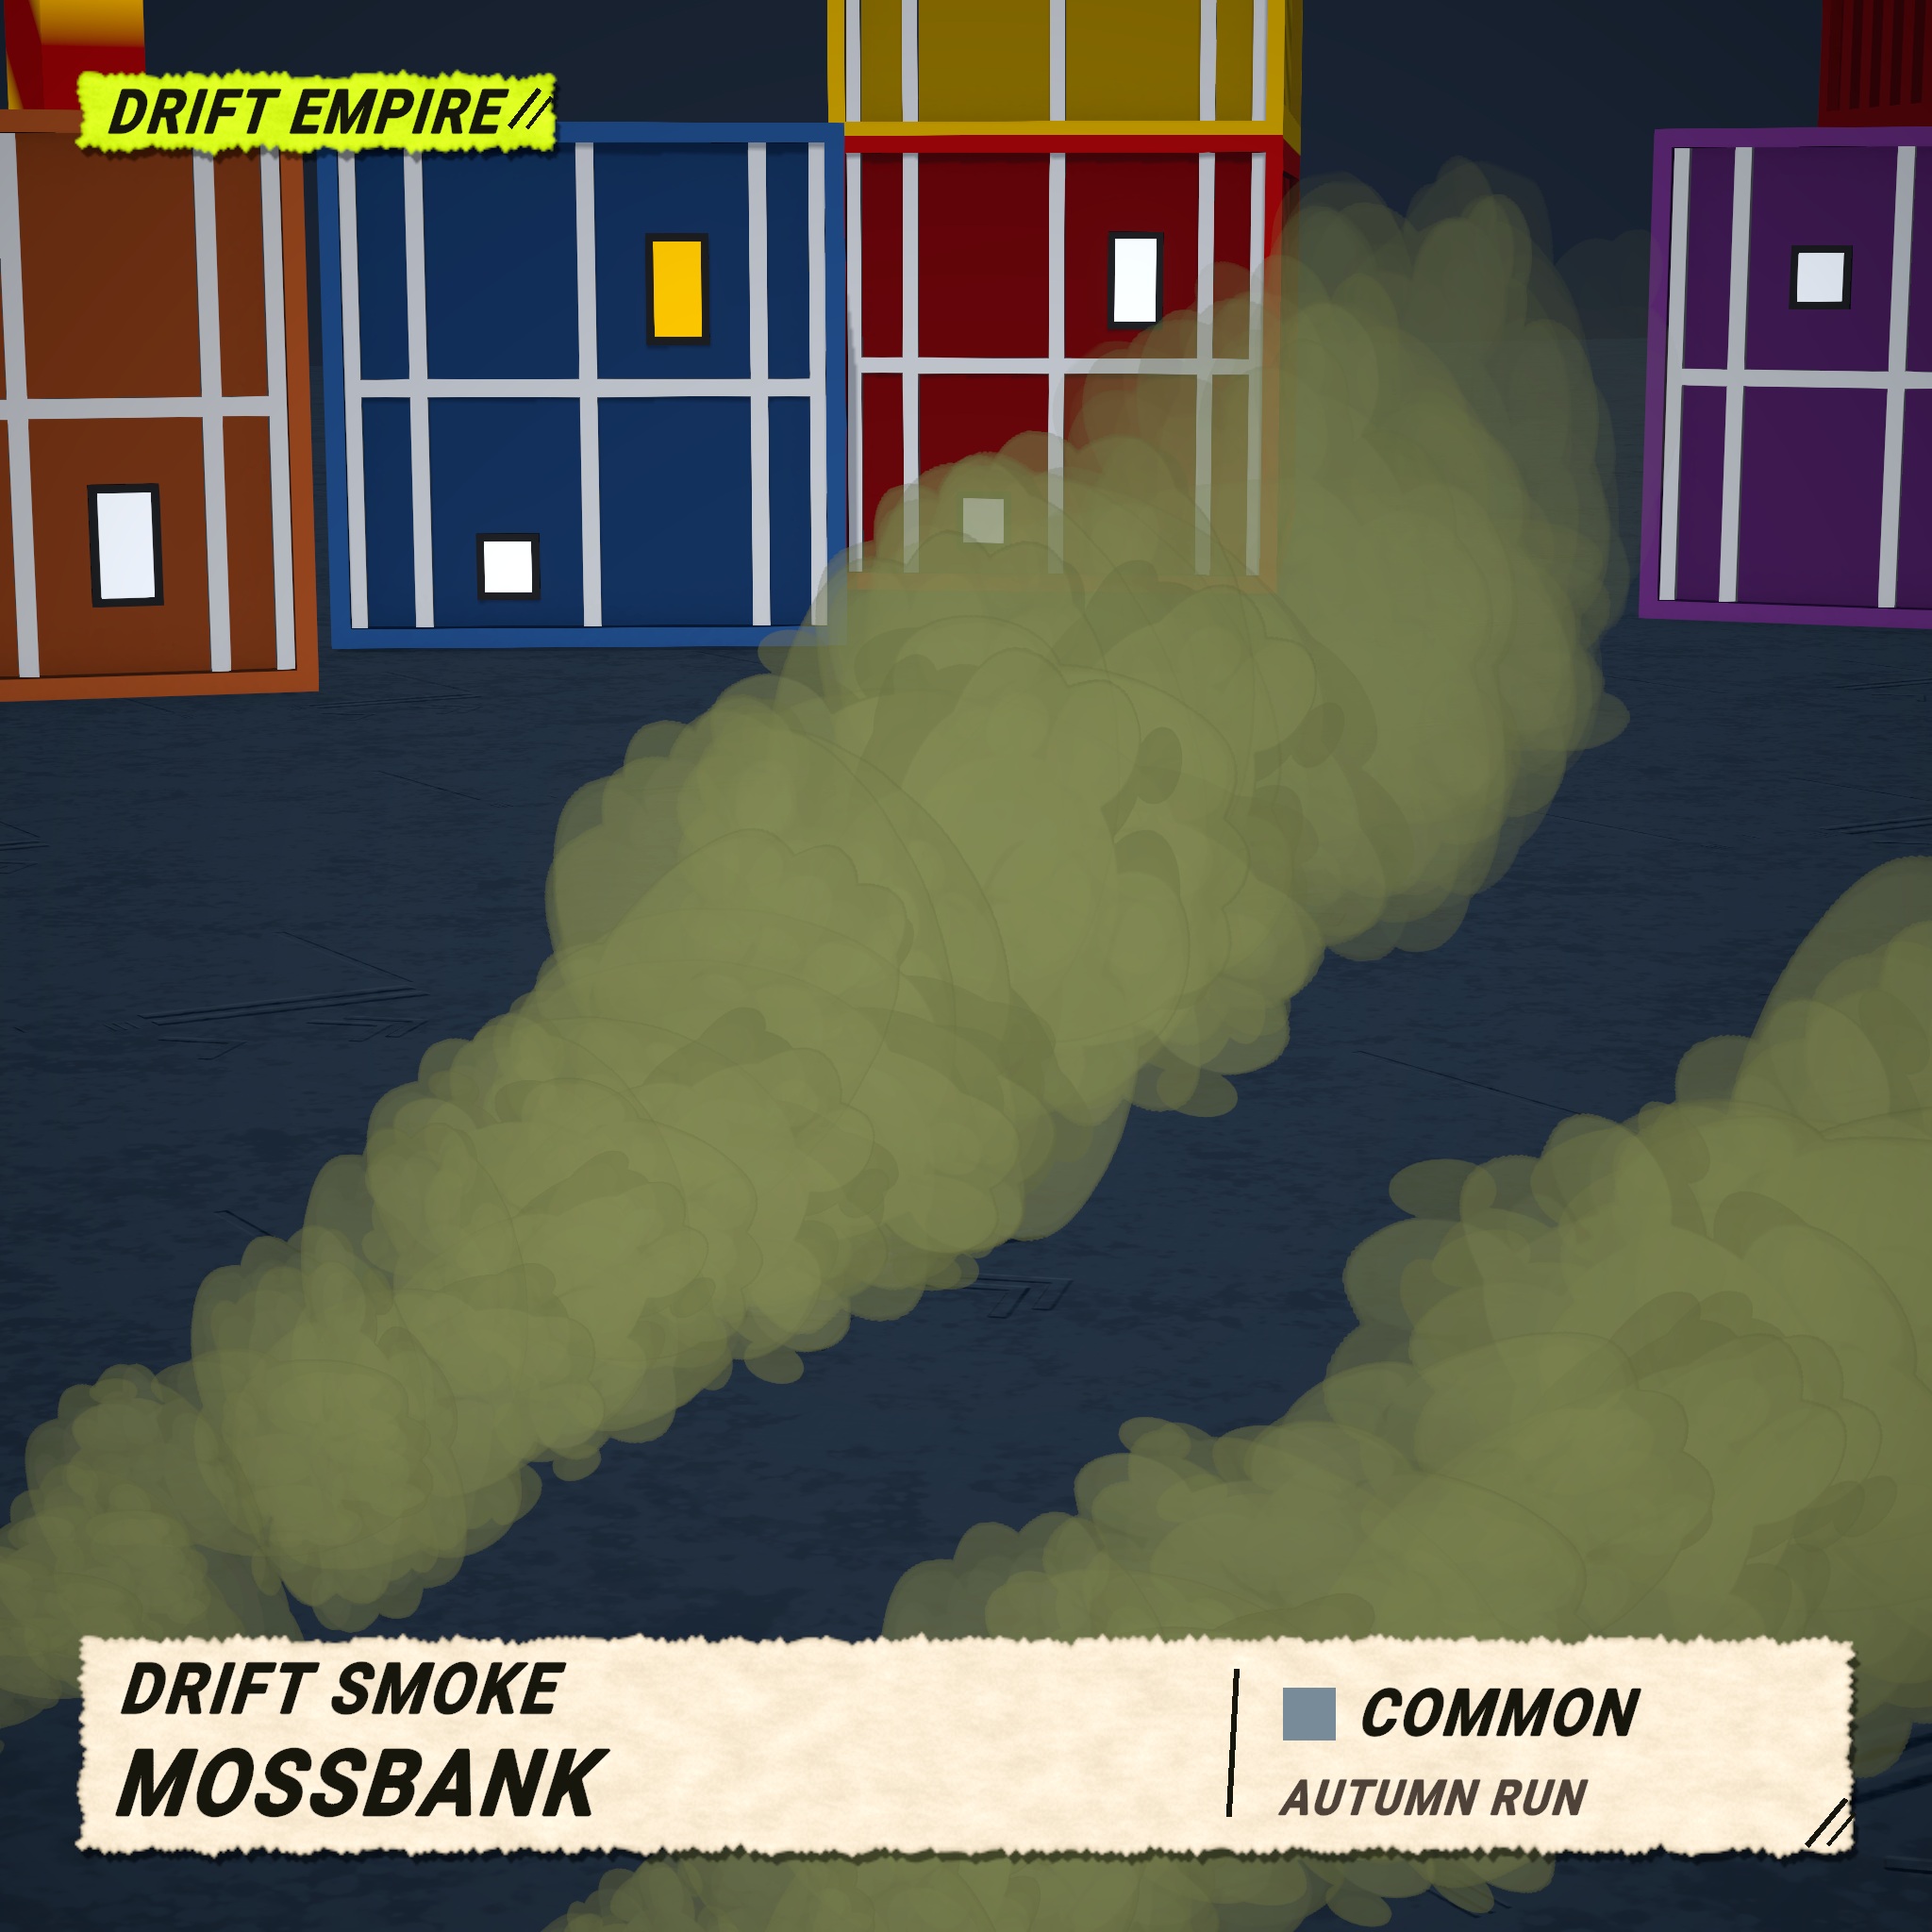 DRIFT EMPIRE//
DRIFT SMOKE
MOSSBANK
COMMON
AUTUMN RUN